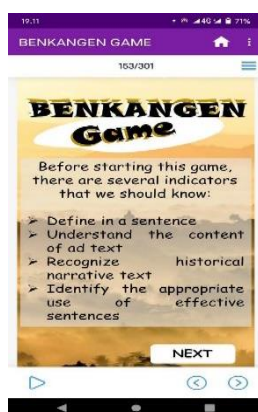 19.11
4G 71%
BENKANGEN GAME
153/301
BENKANGEN
Game
Before starting this game,
there are several indicators
that we should know:
➢ Define in a sentence
➢ Understand the content
of ad text
➢ Recognize historical
narrative text
➢ Identify the appropriate
use of effective
sentences
NEXT